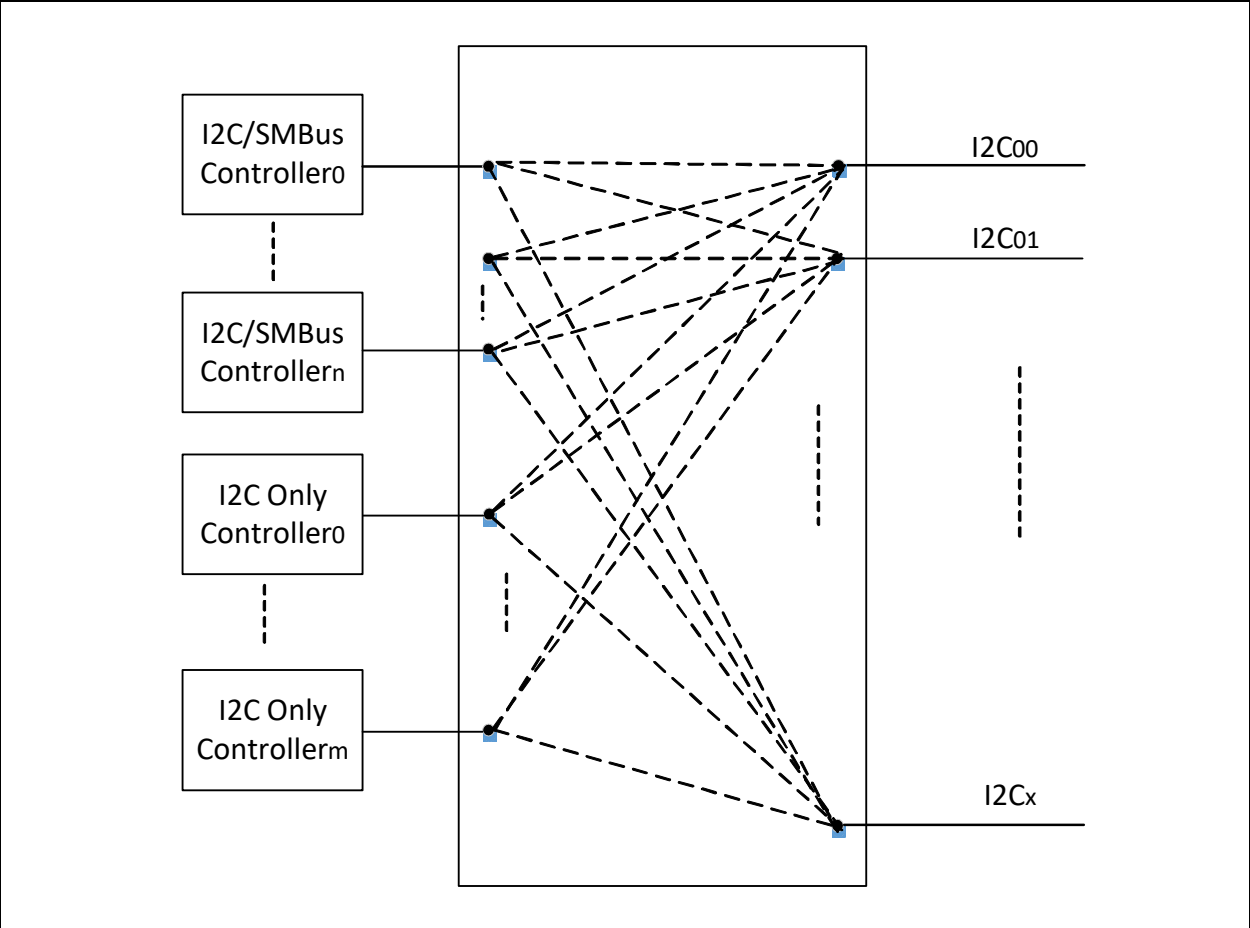 I2C/SMBus
Controller0
I2C00
I2C01
I2C/SMBus
Controllern
I2C Only
Controller0
I2C Only
Controllerm
I2Cx